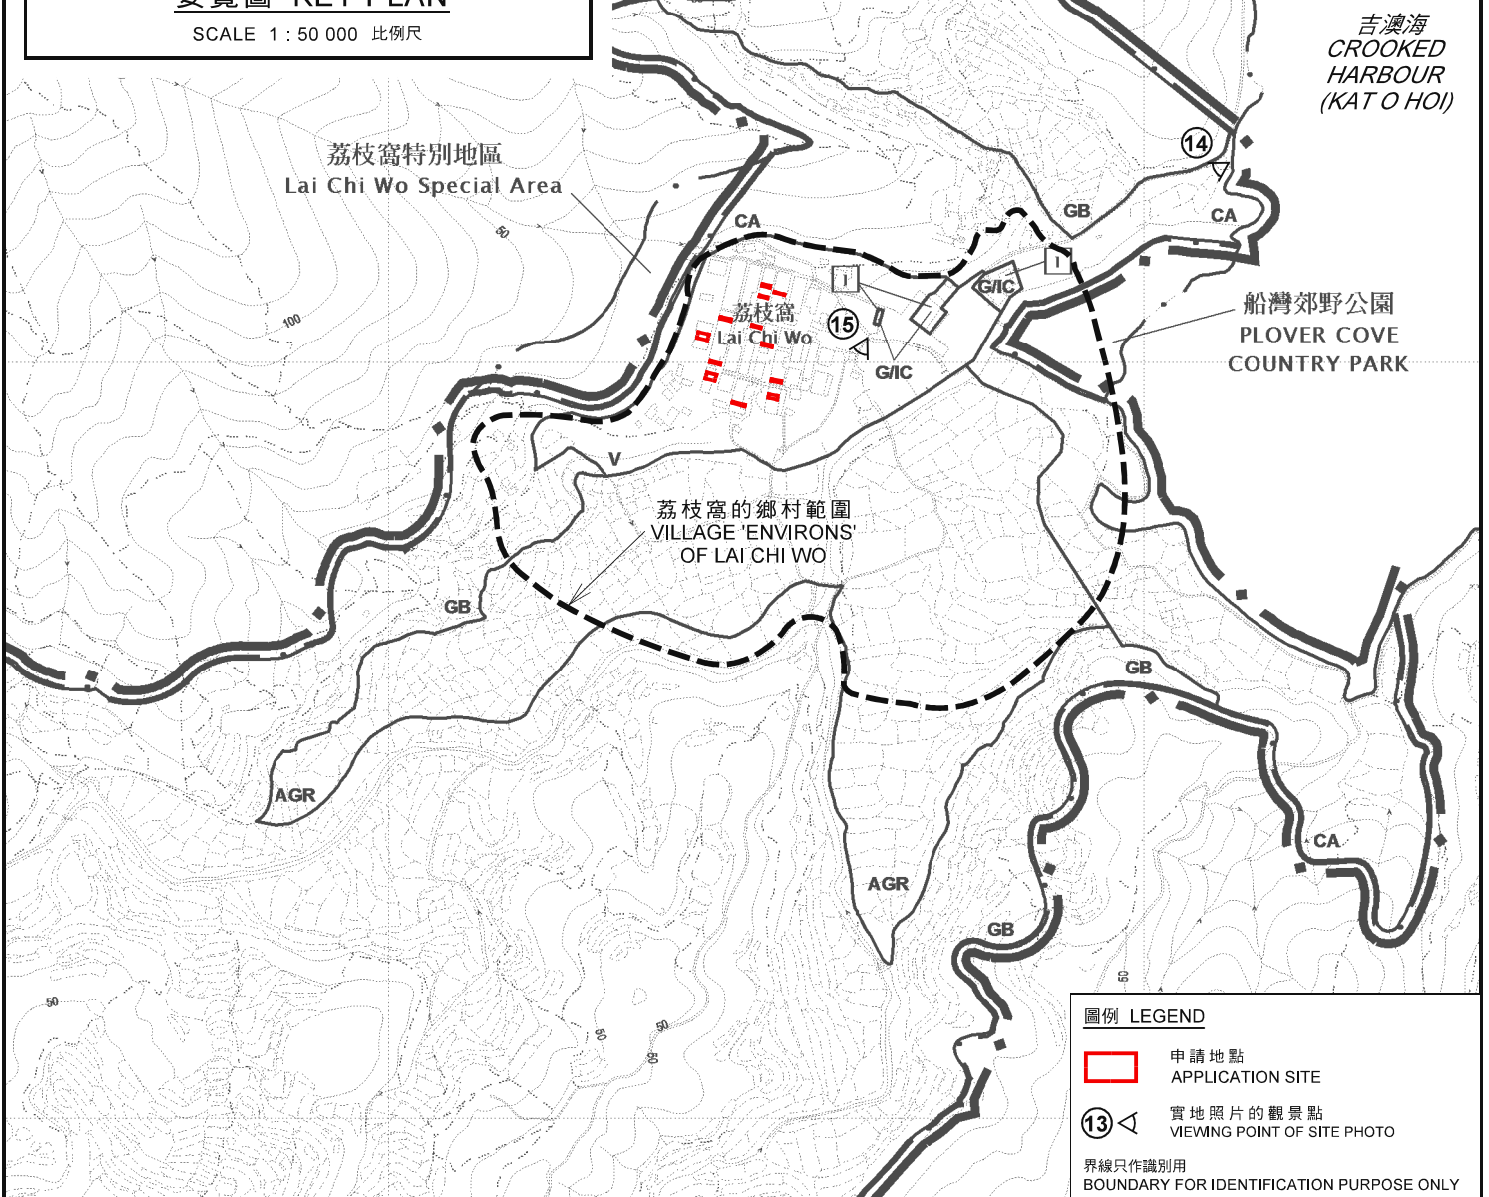 KEY PLAN
SCALE 1 : 50 000 比例尺
吉澳海
CROOKED
HARBOUR
(KAT O HOI)
14
荔枝窩特別地區
Lai Chi Wo Special Area
GB
CA
CA
50
I
I
G/IC
100
荔枝窩
Lai Chi Wo
15
G/IC
船灣郊野公園
PLOVER COVE
COUNTRY PARK
V
荔枝窩的鄉村範圍
VILLAGE 'ENVIRONS'
OF LAI CHI WO
GB
GB
AGR
CA
AGR
GB
50
50
50
50
50
圖例 LEGEND
申請地點
APPLICATION SITE
13
實地照片的觀景點
VIEWING POINT OF SITE PHOTO
界線只作識別用
BOUNDARY FOR IDENTIFICATION PURPOSE ONLY